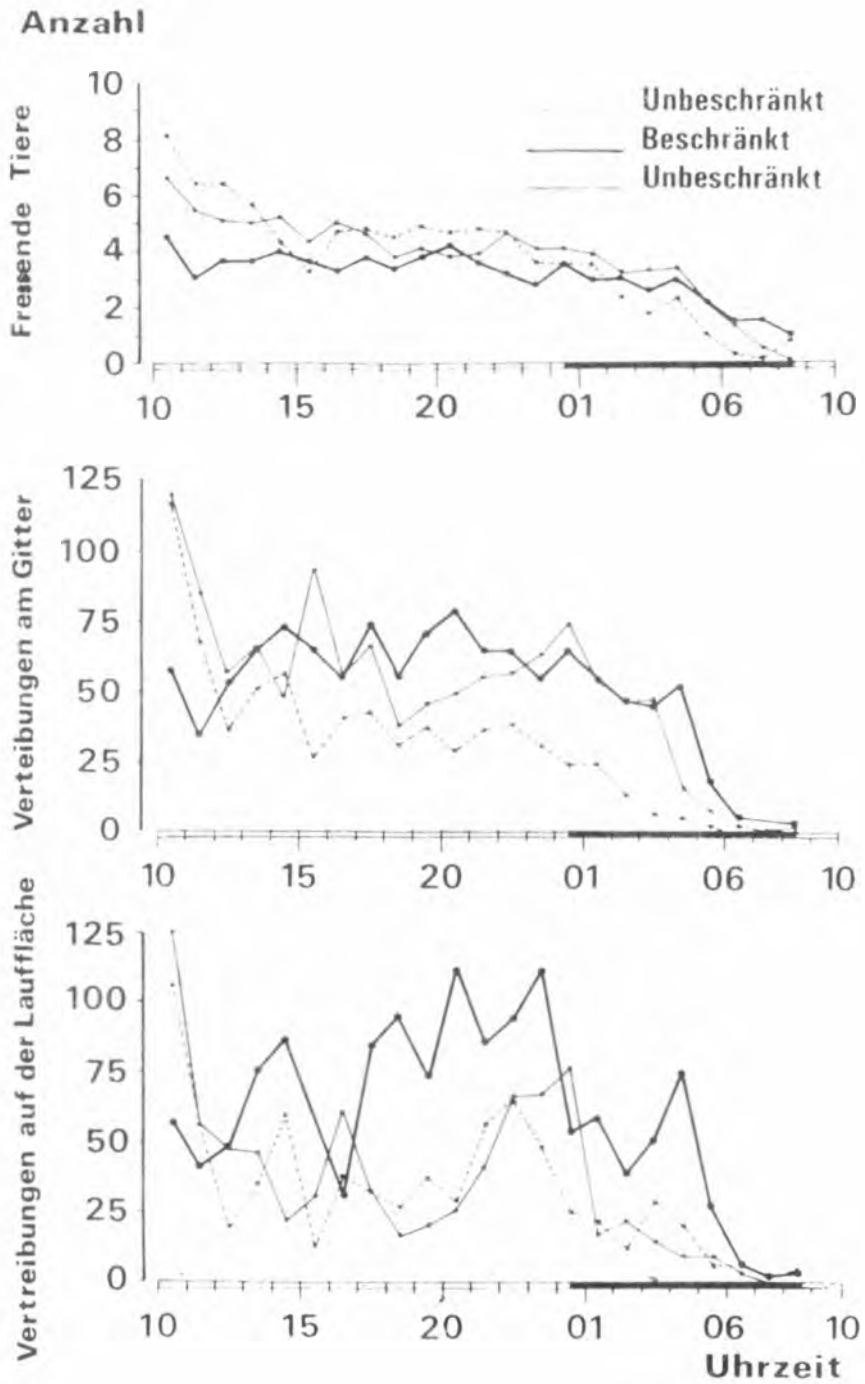 Anzahl
Fressende Tiere
10
8
6
4
2
0
Unbeschränkt
Beschränkt
Unbeschränkt
10 15 20 01 06 10
Verteibungen am Gitter
125
100
75
50
25
0
10 15 20 01 06 10
Vertreibungen auf der Lauffläche
125
100
75
50
25
0
10 15 20 01 06 10
Uhrzeit